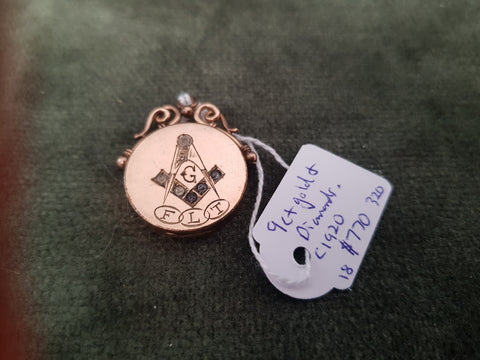 G
F L T
9ct gold &
Diamonds.
c1920
18 $770 320